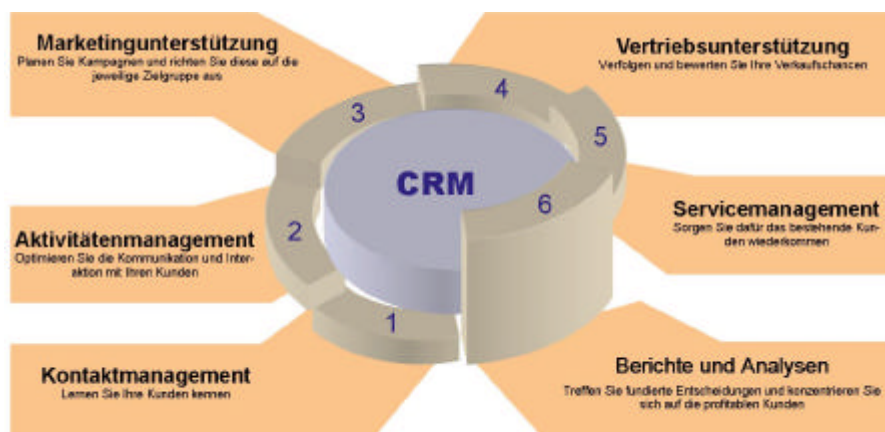 Marketingunterstützung
Planen Sie Kampagnen und richten Sie diese auf die
jeweilige Zielgruppe aus
Vertriebsunterstützung
Verfolgen und bewerten Sie Ihre Verkaufschancen
3
4
5
CRM
2
6
Aktivitätenmanagement
Optimieren Sie die Kommunikation und Inter-
aktion mit Ihren Kunden
Servicemanagement
Sorgen Sie dafür das bestehende Kun-
den wiederkommen
1
Kontaktmanagement
Lernen Sie Ihre Kunden kennen
Berichte und Analysen
Treffen Sie fundierte Entscheidungen und konzentrieren Sie
sich auf die profitablen Kunden